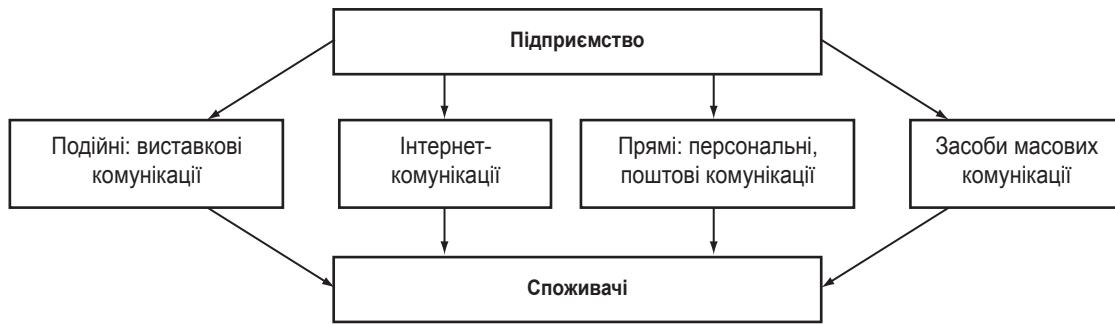 Підприємство
Подійні: виставкові
комунікації
Інтернет-
комунікації
Прямі: персональні,
поштові комунікації
Засоби масових
комунікації
Споживачі